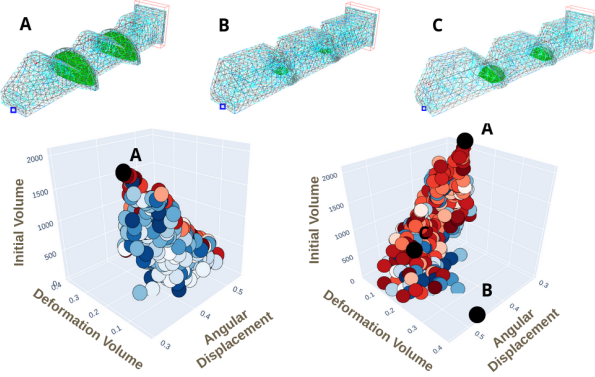 A
B
C
A
2000
1500
1000
500
0
Initial Volume
0.4
0.3
0.2
0.1
Deformation Volume
0.3
0.4
0.5
Angular
Displacement
A
C
B
2000
1500
1000
500
0
Initial Volume
0.1
0.2
0.3
0.4
Deformation Volume
0.5
0.4
0.3
Angular
Displacement